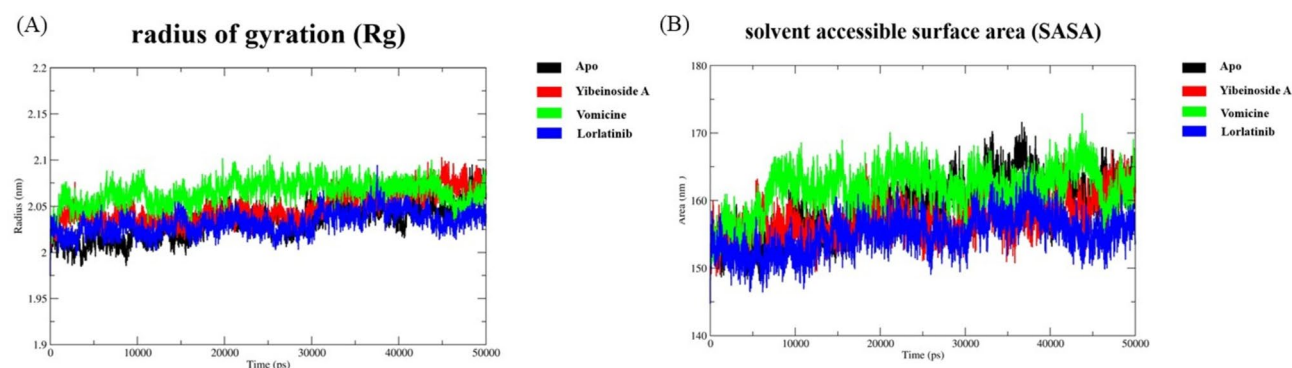 (A)
radius of gyration (Rg)
2.2
2.15
2.1
2.05
2
1.95
1.9
Radius (nm)
0
10000
20000
30000
40000
50000
Time (ps)
Apo
Yibeinoside A
Vomicine
Lorlatinib
(B)
solvent accessible surface area (SASA)
180
170
160
150
140
Area (nm )
0
10000
20000
30000
40000
50000
Time (ps)
Apo
Yibeinoside A
Vomicine
Lorlatinib